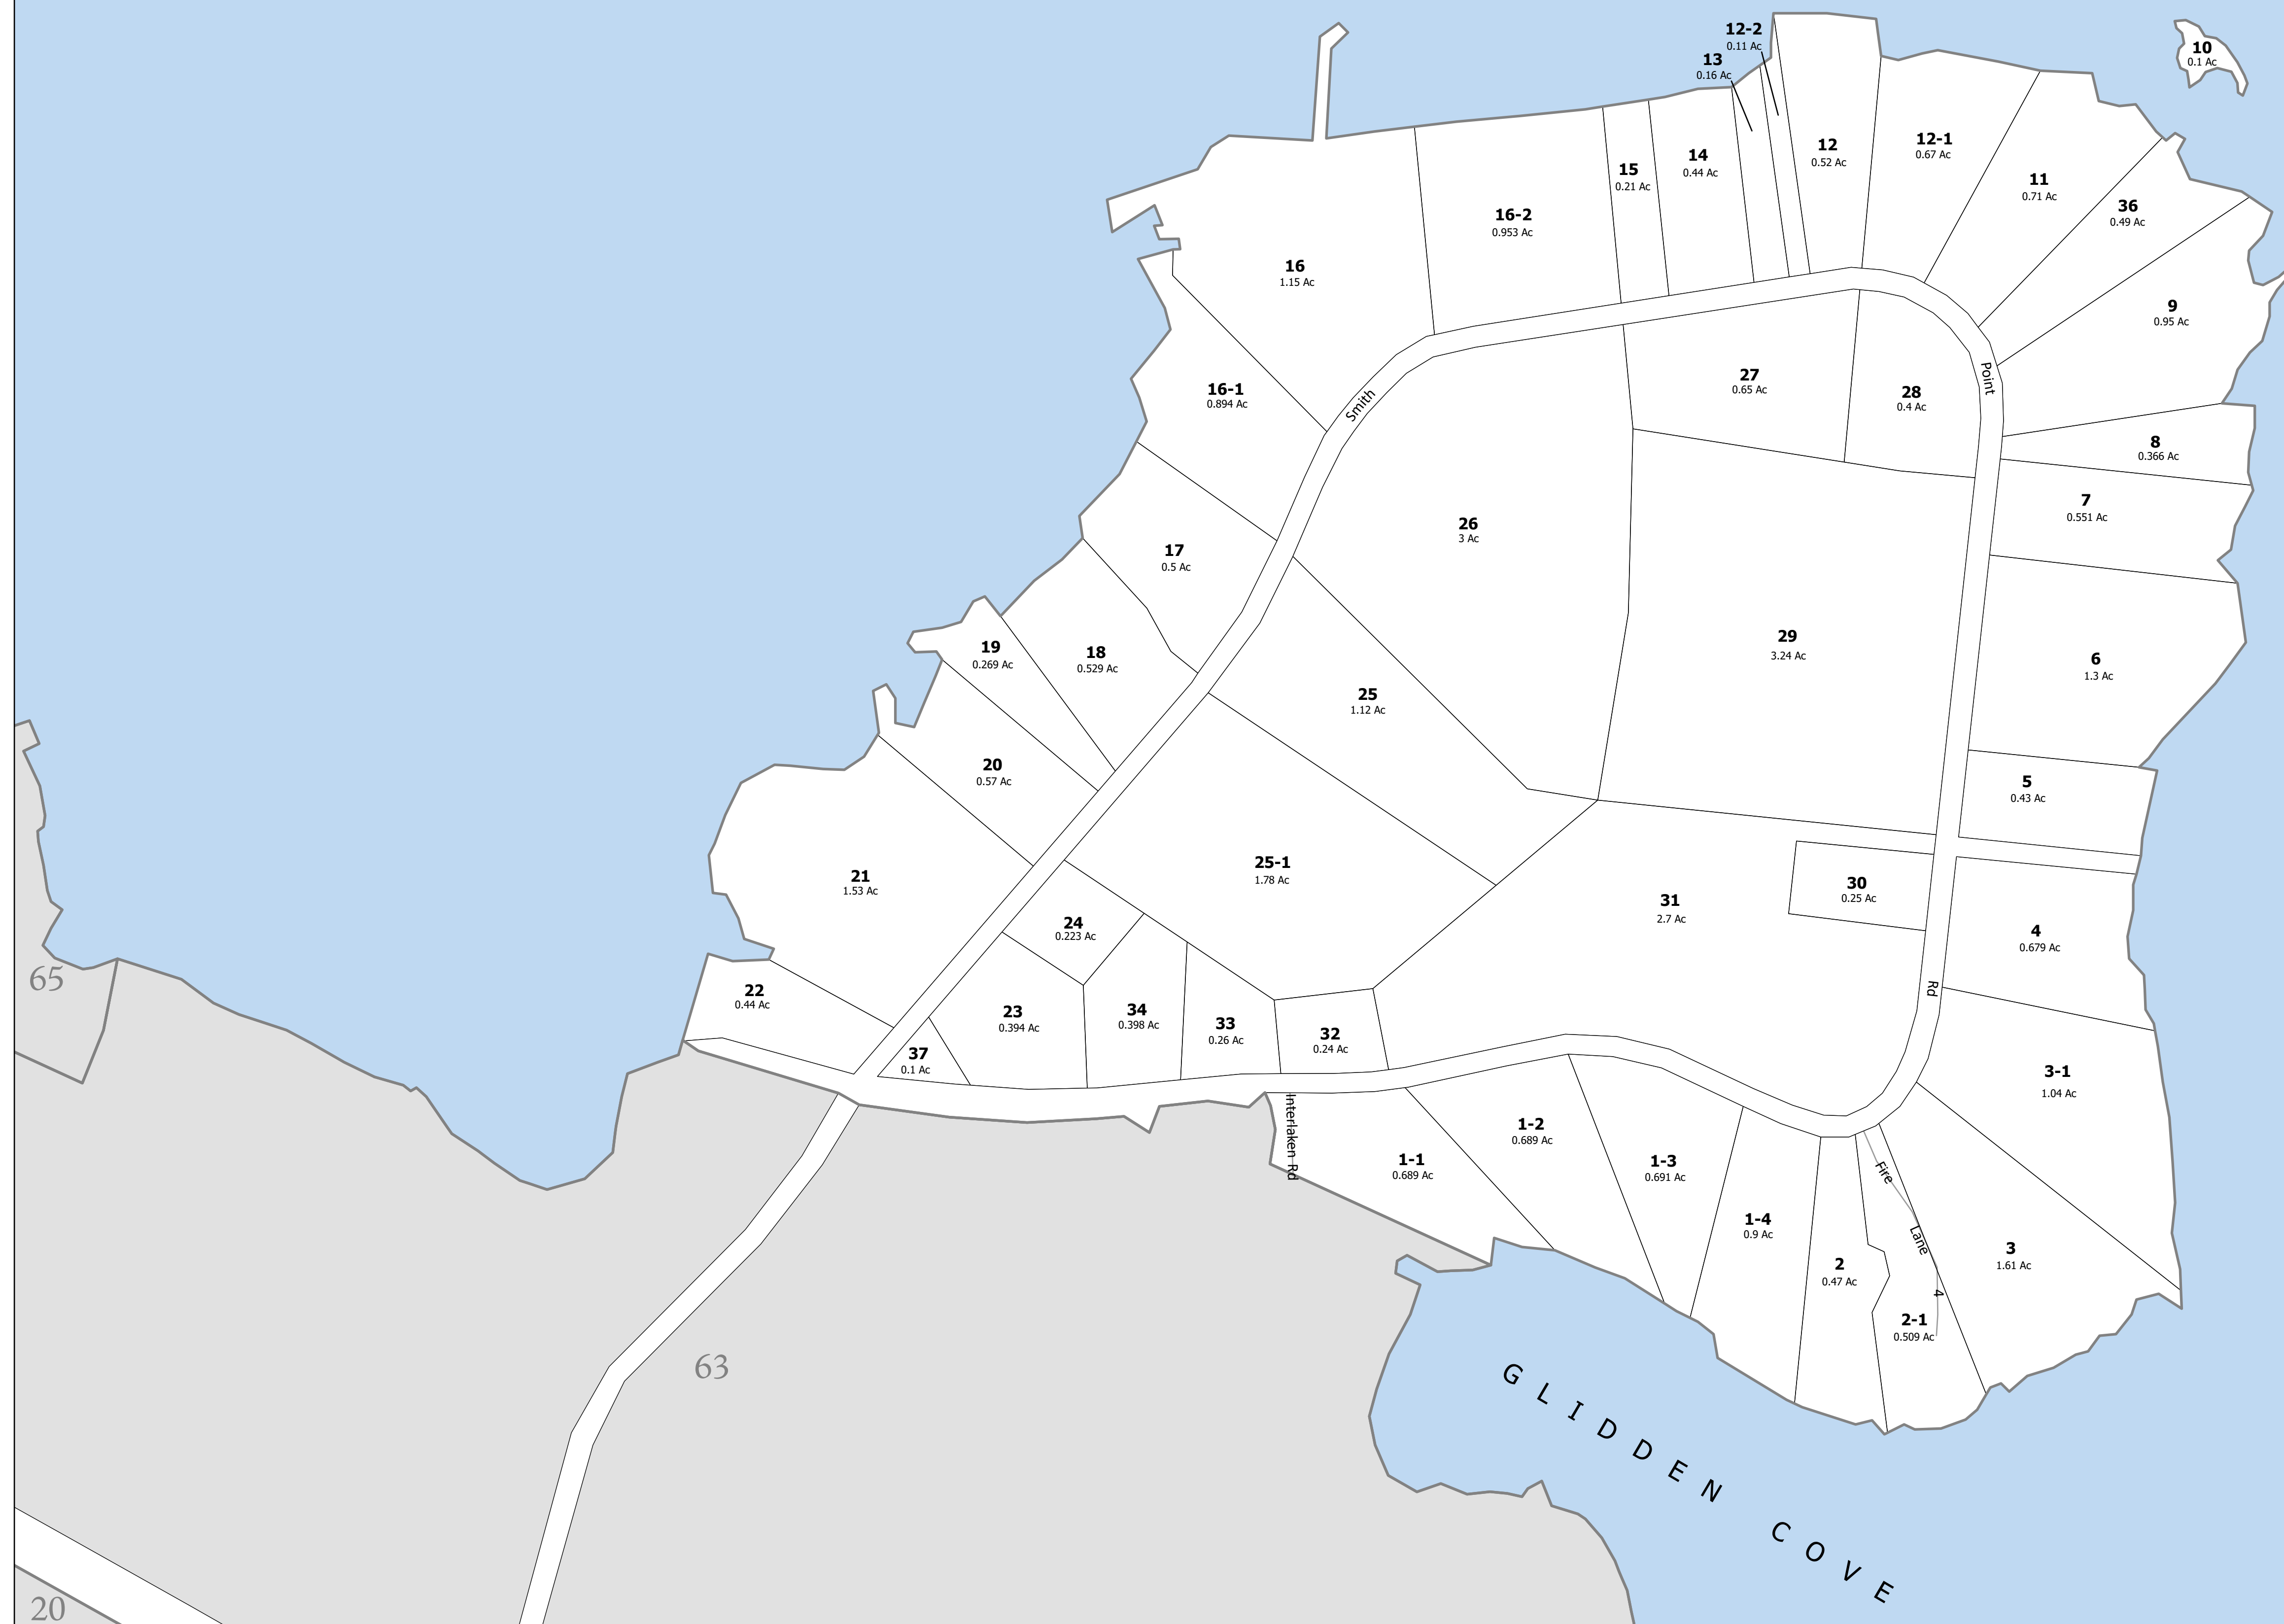 12-2
0.11 Ac
13
0.16 Ac
10
0.1 Ac
12
0.52 Ac
12-1
0.67 Ac
14
0.44 Ac
15
0.21 Ac
11
0.71 Ac
36
0.49 Ac
16-2
0.953 Ac
16
1.15 Ac
9
0.95 Ac
27
0.65 Ac
28
0.4 Ac
Point
16-1
0.894 Ac
Smith
8
0.366 Ac
7
0.551 Ac
26
3 Ac
17
0.5 Ac
29
3.24 Ac
19
0.269 Ac
18
0.529 Ac
6
1.3 Ac
25
1.12 Ac
20
0.57 Ac
5
0.43 Ac
21
1.53 Ac
25-1
1.78 Ac
30
0.25 Ac
31
2.7 Ac
24
0.223 Ac
4
0.679 Ac
65
22
0.44 Ac
Rd
23
0.394 Ac
34
0.398 Ac
33
0.26 Ac
32
0.24 Ac
37
0.1 Ac
3-1
1.04 Ac
Interlaken Rd
1-2
0.689 Ac
1-1
0.689 Ac
1-3
0.691 Ac
Fire
Lane
4
1-4
0.9 Ac
2
0.47 Ac
3
1.61 Ac
2-1
0.509 Ac
63
GLIDDEN
COVE
20